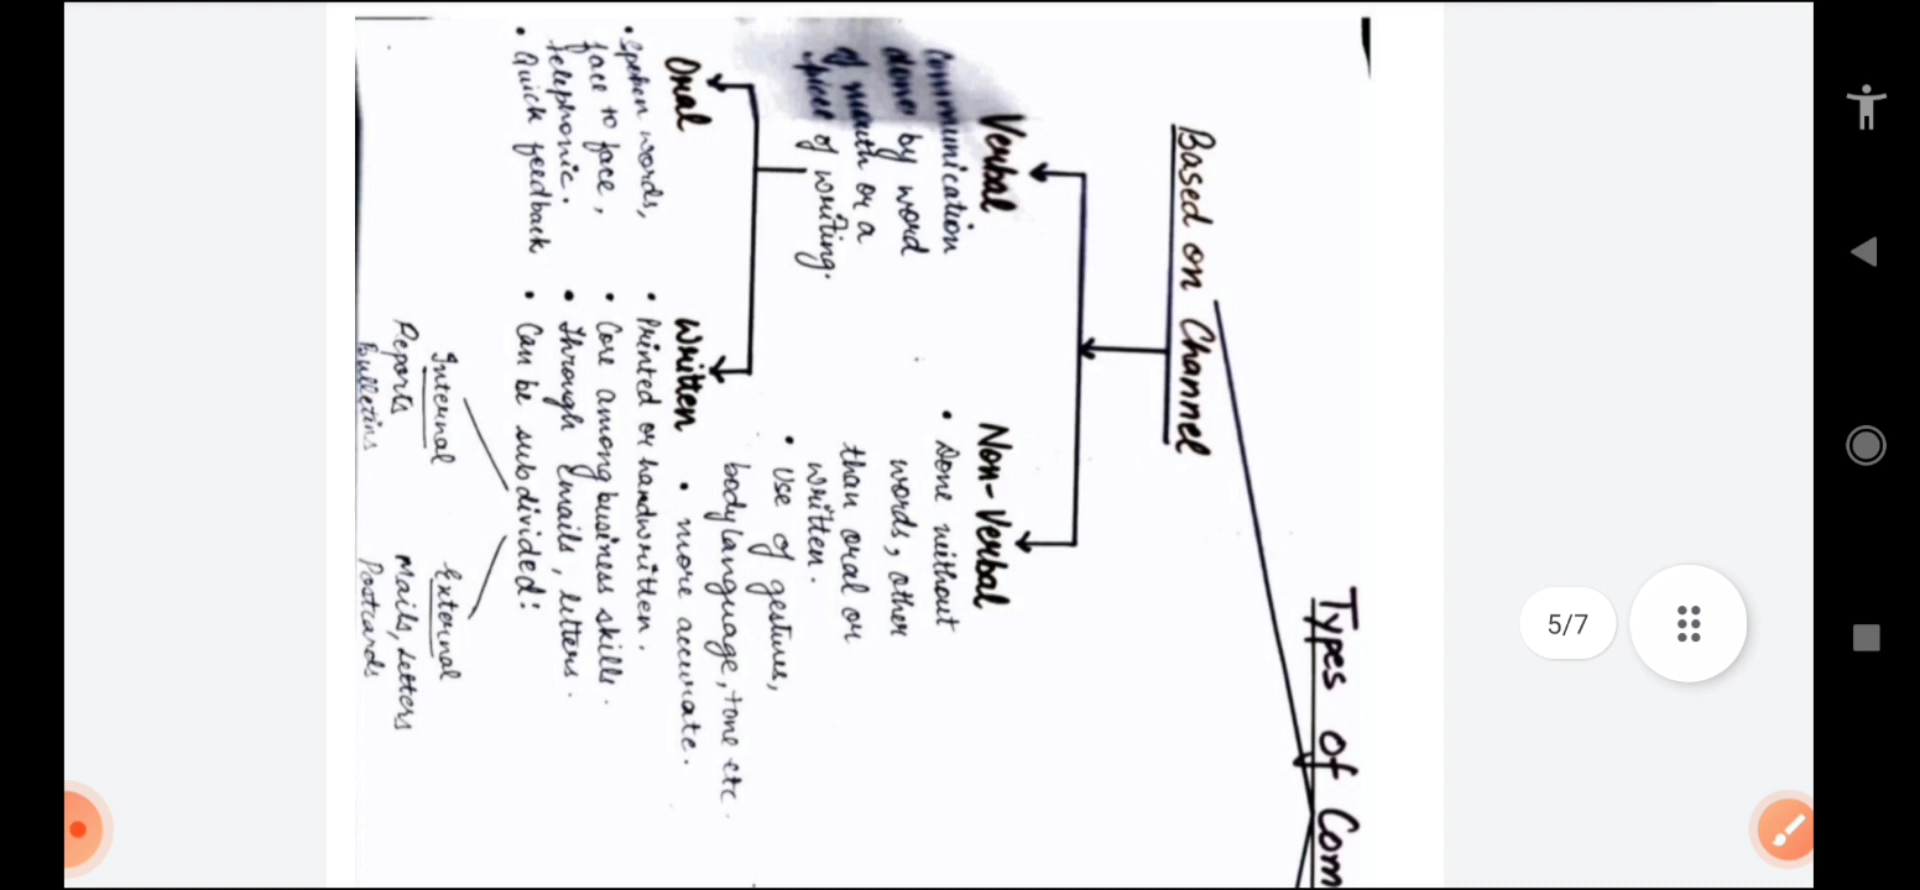 Types of Com
Based on Channel
Verbal
Communication
done by word
of mouth or a
piece of writing.
Non-Verbal
• Done without
words, other
than oral or
written.
• Use of gestures,
body language, tone etc.
Oral
• Spoken words,
face to face,
telephonic.
• Quick feedback
Written
• more accurate.
• Printed or handwritten.
• Core among business skills.
• Through Emails, letters.
• Can be subdivided:
Internal
Reports
Bulletins
External
Mails, Letters
Postcards
5/7